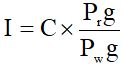 I = C × P_r g / P_w g